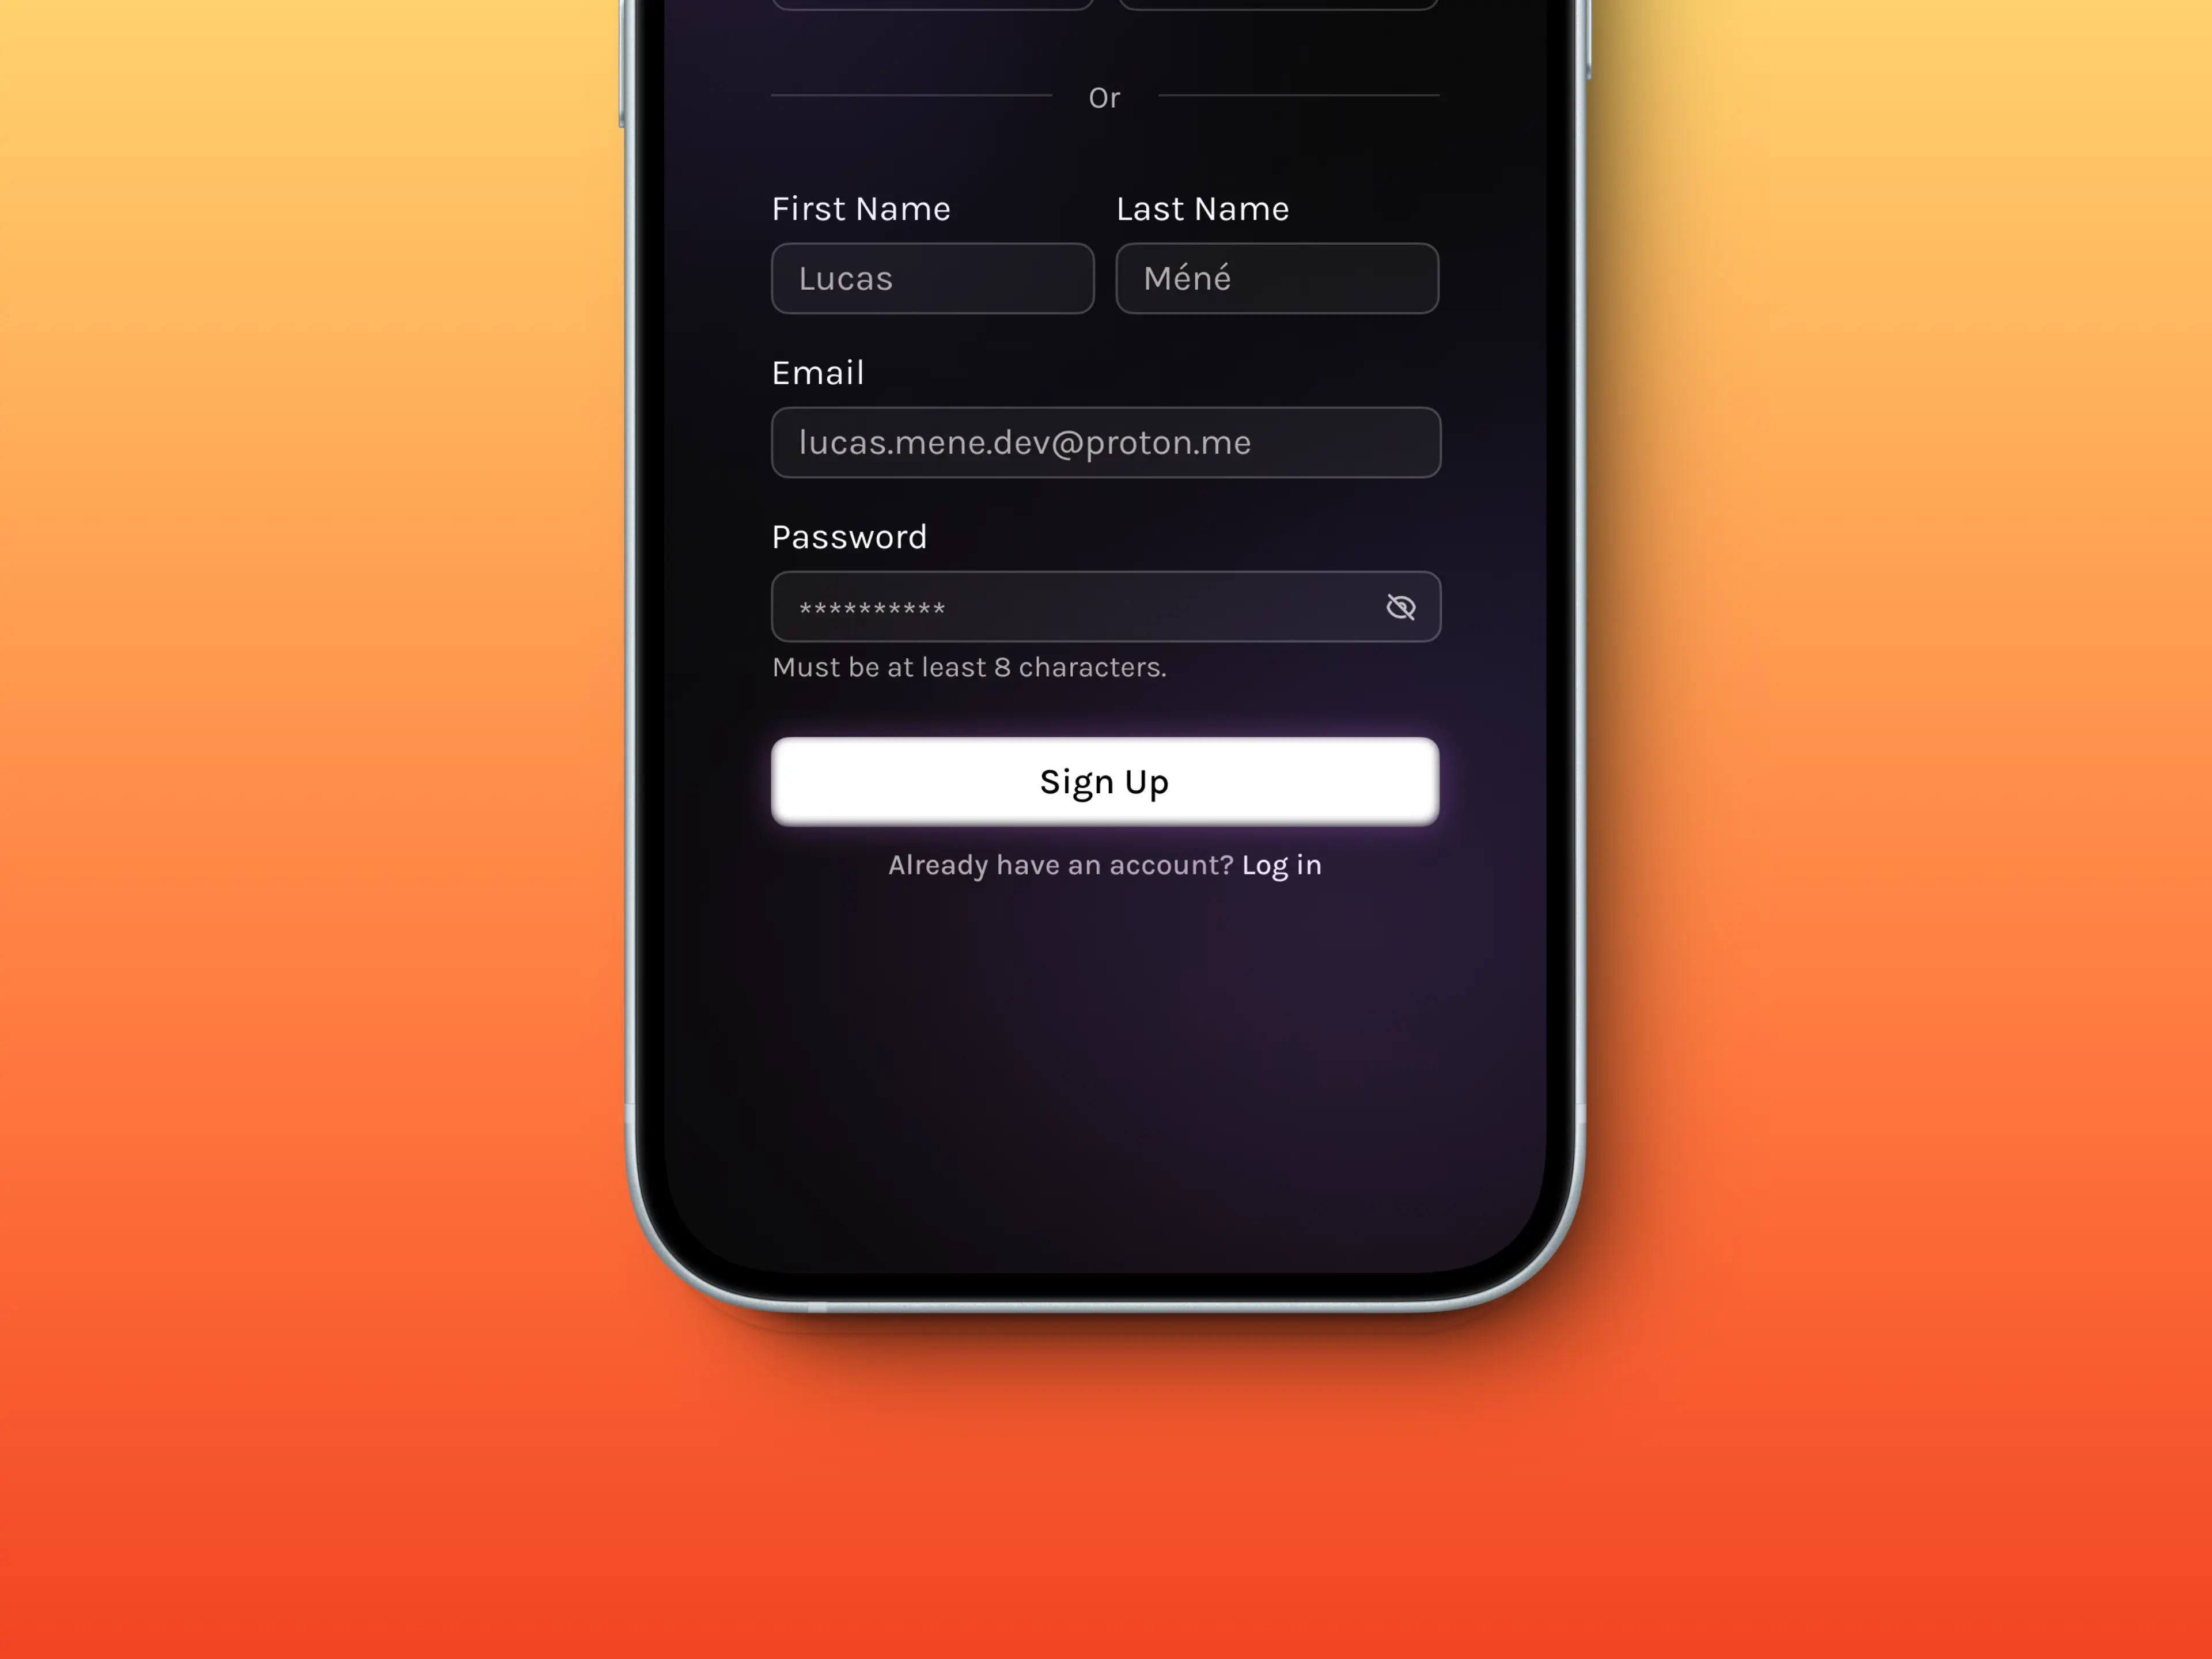 Or
First Name Last Name
Lucas Méné
Email
lucas.mene.dev@proton.me
Password
**********
Must be at least 8 characters.
Sign Up
Already have an account? Log in